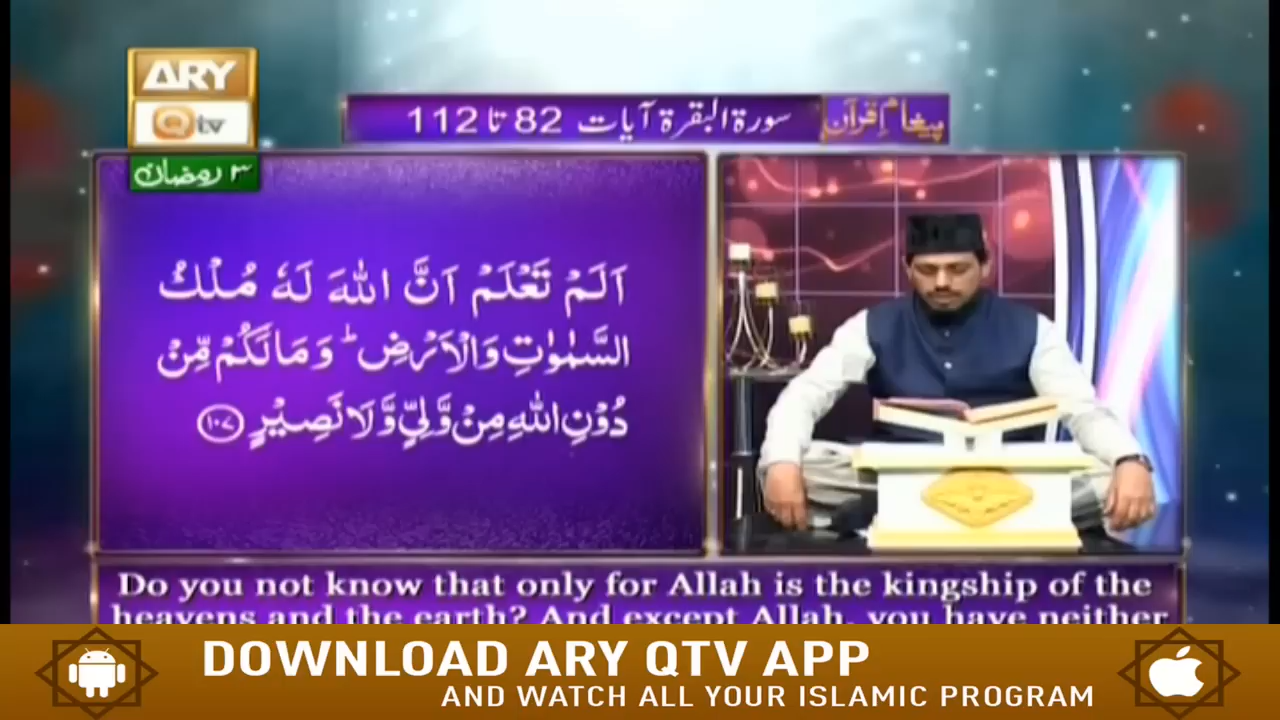 ARY
Qtv
پیغام قرآن سورۃ البقرۃ آیات 82 تا 112
۳ رمضان
اَلَمْ تَعْلَمْ اَنَّ اللّٰهَ لَهٗ مُلْكُ
السَّمٰوٰتِ وَالْاَرْضِ ؕ وَمَا لَكُمْ مِّنْ
دُوْنِ اللّٰهِ مِنْ وَّلِیٍّ وَّلَا نَصِیْرٍ ﴿۱۰۷﴾
Do you not know that only for Allah is the kingship of the
heavens and the earth? And except Allah, you have neither
DOWNLOAD ARY QTV APP
AND WATCH ALL YOUR ISLAMIC PROGRAM